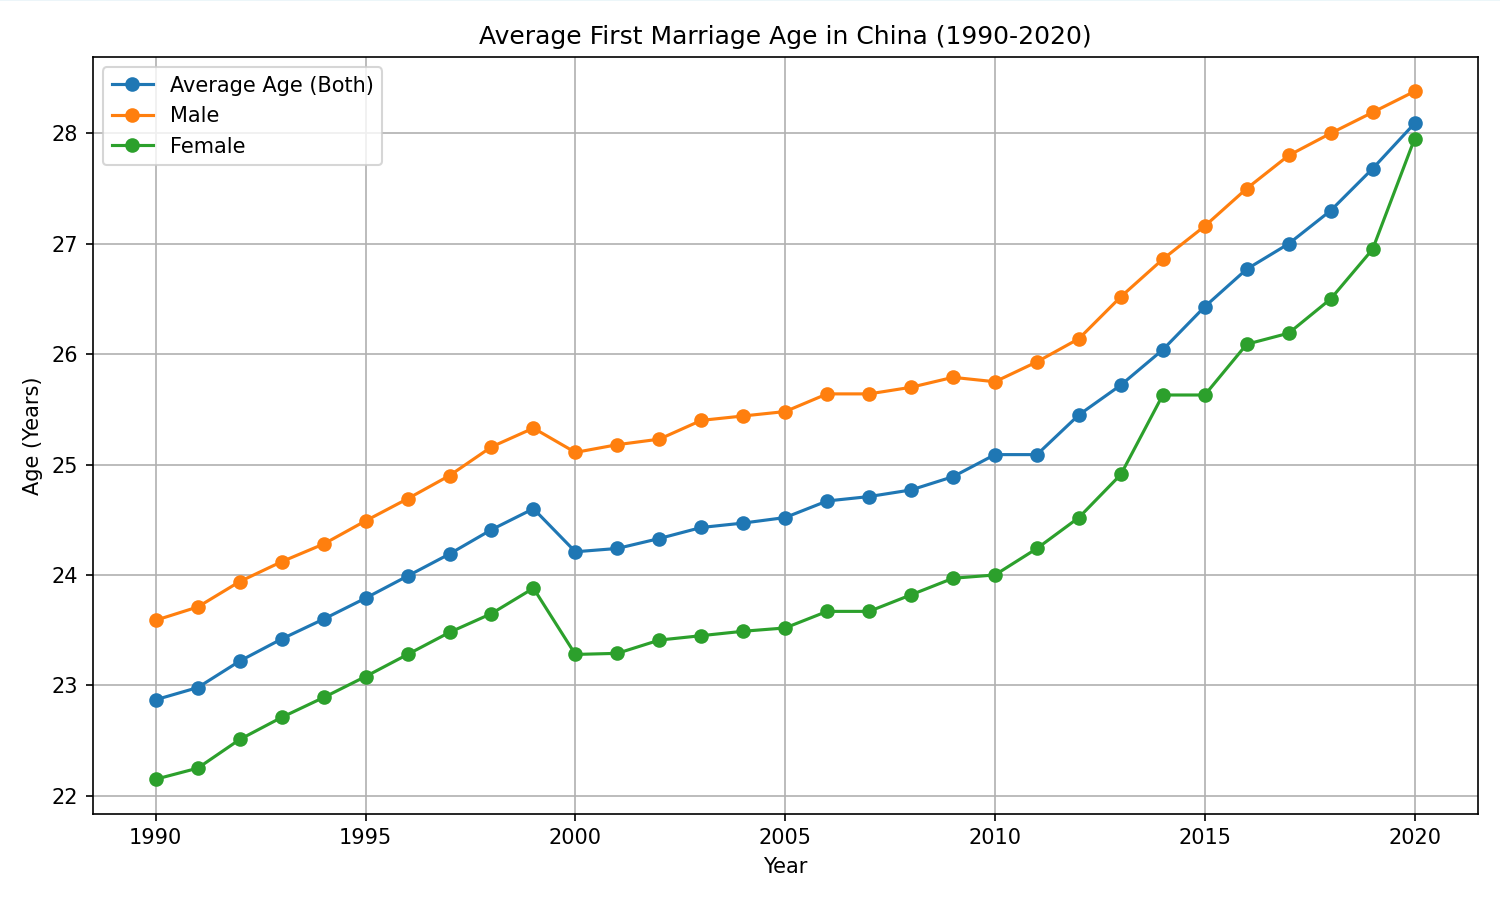 Average First Marriage Age in China (1990-2020)
Average Age (Both)
Male
Female
28
27
26
25
24
23
22
Age (Years)
1990 1995 2000 2005 2010 2015 2020
Year